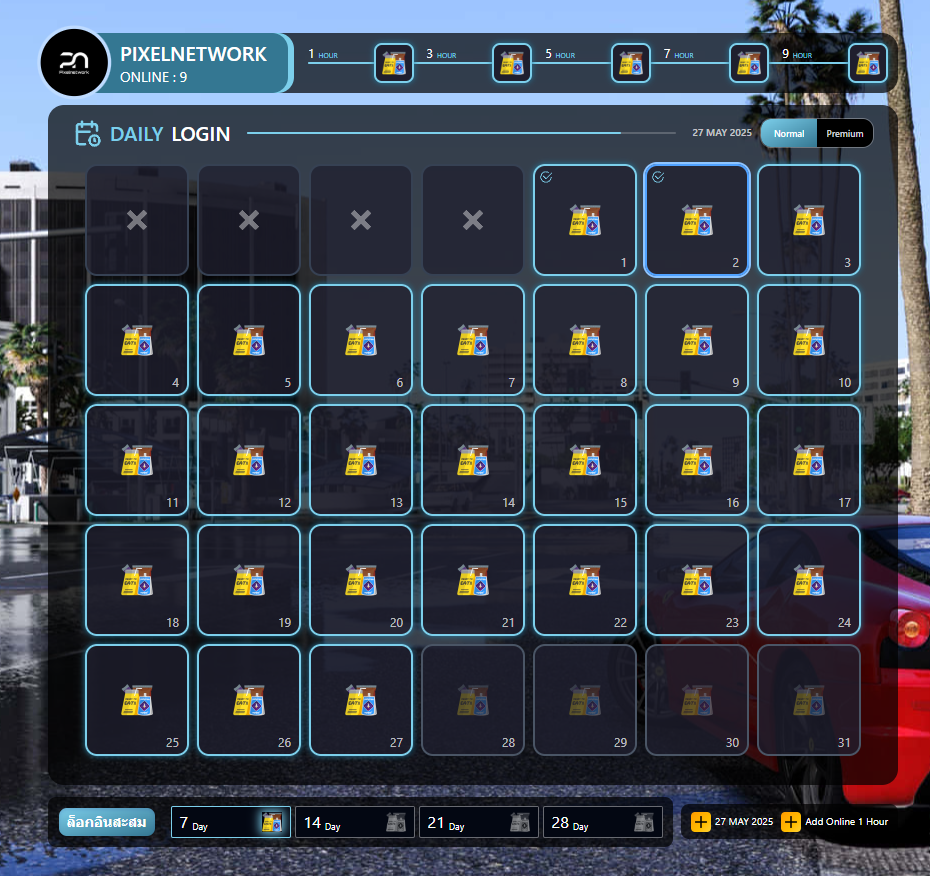 PIXELNETWORK
ONLINE : 9
Pixelnetwork
1 HOUR
3 HOUR
5 HOUR
7 HOUR
9 HOUR
DAILY LOGIN
27 MAY 2025
Normal
Premium
1
2
3
4
5
6
7
8
9
10
11
12
13
14
15
16
17
18
19
20
21
22
23
24
25
26
27
28
29
30
31
ล็อกอินสะสม
7 Day
14 Day
21 Day
28 Day
27 MAY 2025
Add Online 1 Hour